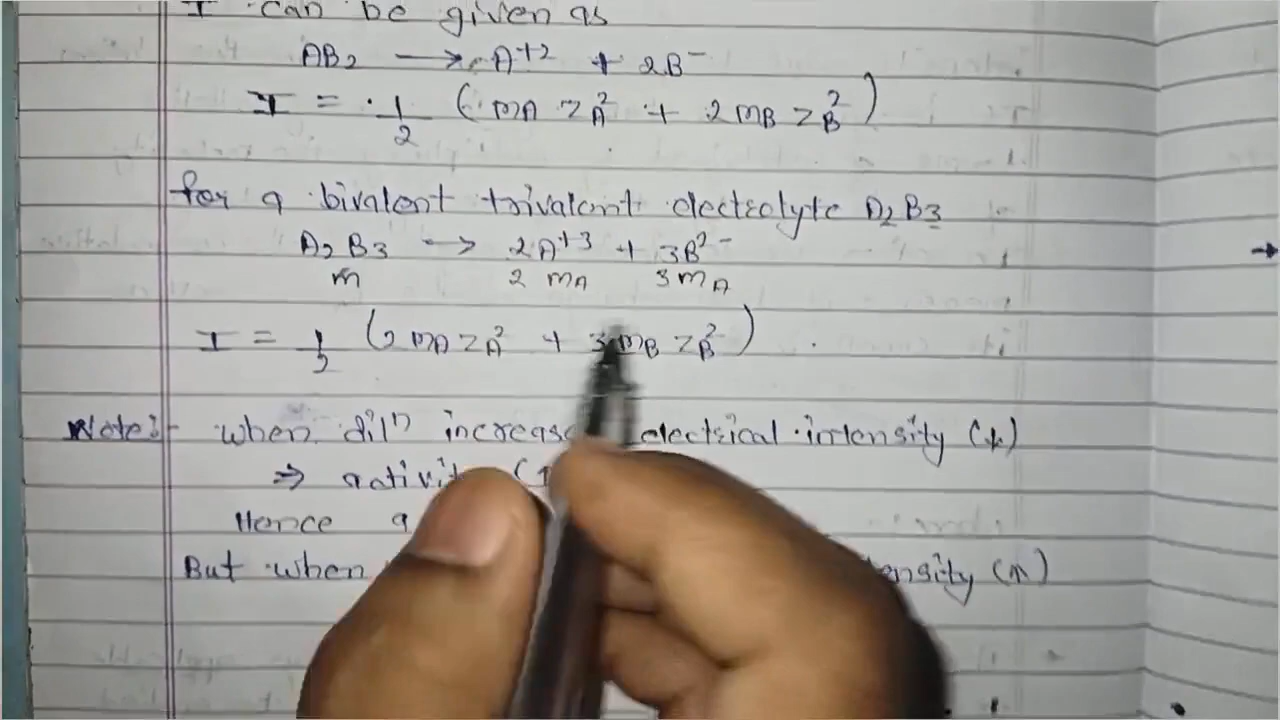 I can be given as
AB₂ → A⁺² + 2B⁻
I = 1/2 (mA zA² + 2mB zB²)
for a bivalent trivalent electrolyte A₂B₃
A₂B₃ → 2A⁺³ + 3B²⁻
m 2mA 3mA
I = 1/2 (2mA zA² + 3mB zB²)
Note:- when dilⁿ increase electrical intensity (↓)
⇒
Hence a
But when (↑)